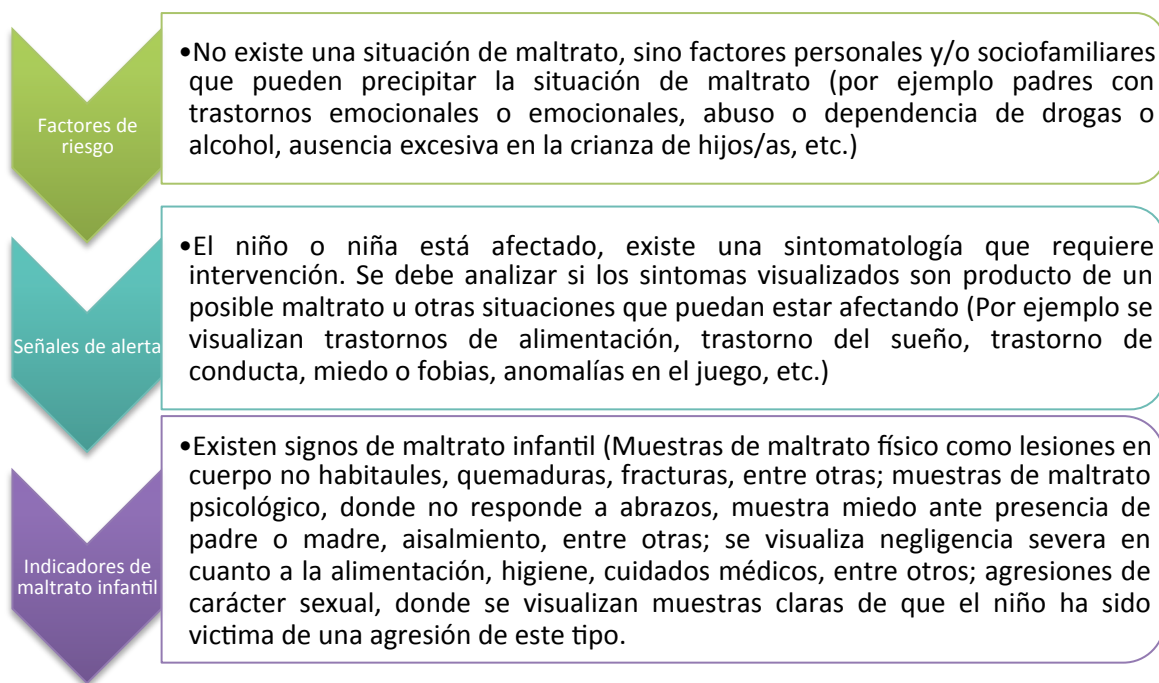 Factores de
riesgo
•No existe una situación de maltrato, sino factores personales y/o sociofamiliares
que pueden precipitar la situación de maltrato (por ejemplo padres con
trastornos emocionales o emocionales, abuso o dependencia de drogas o
alcohol, ausencia excesiva en la crianza de hijos/as, etc.)
Señales de alerta
•El niño o niña está afectado, existe una sintomatología que requiere
intervención. Se debe analizar si los sintomas visualizados son producto de un
posible maltrato u otras situaciones que puedan estar afectando (Por ejemplo se
visualizan trastornos de alimentación, trastorno del sueño, trastorno de
conducta, miedo o fobias, anomalías en el juego, etc.)
Indicadores de
maltrato infantil
•Existen signos de maltrato infantil (Muestras de maltrato físico como lesiones en
cuerpo no habitaules, quemaduras, fracturas, entre otras; muestras de maltrato
psicológico, donde no responde a abrazos, muestra miedo ante presencia de
padre o madre, aisalmiento, entre otras; se visualiza negligencia severa en
cuanto a la alimentación, higiene, cuidados médicos, entre otros; agresiones de
carácter sexual, donde se visualizan muestras claras de que el niño ha sido
victima de una agresión de este tipo.